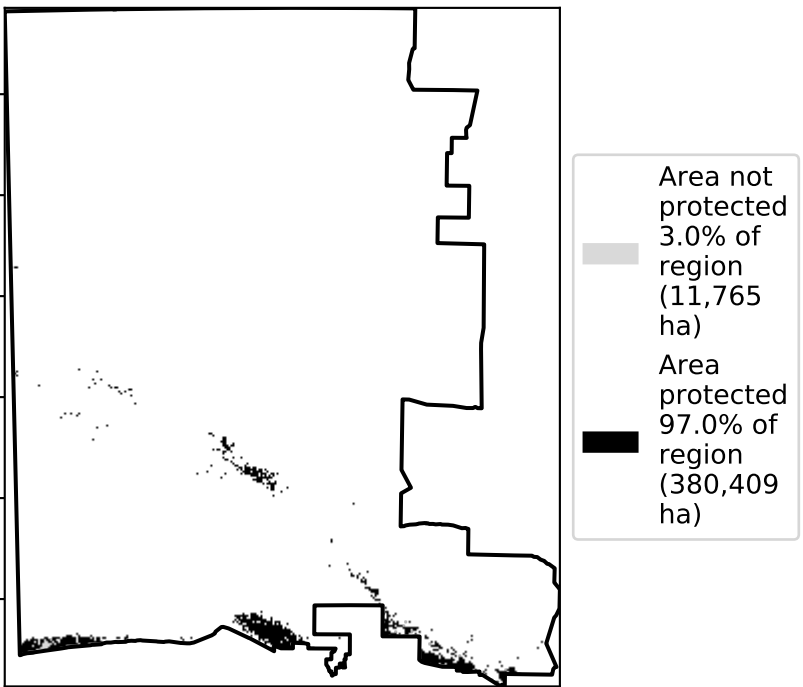 Area not
protected
3.0% of
region
(11,765
ha)
Area
protected
97.0% of
region
(380,409
ha)